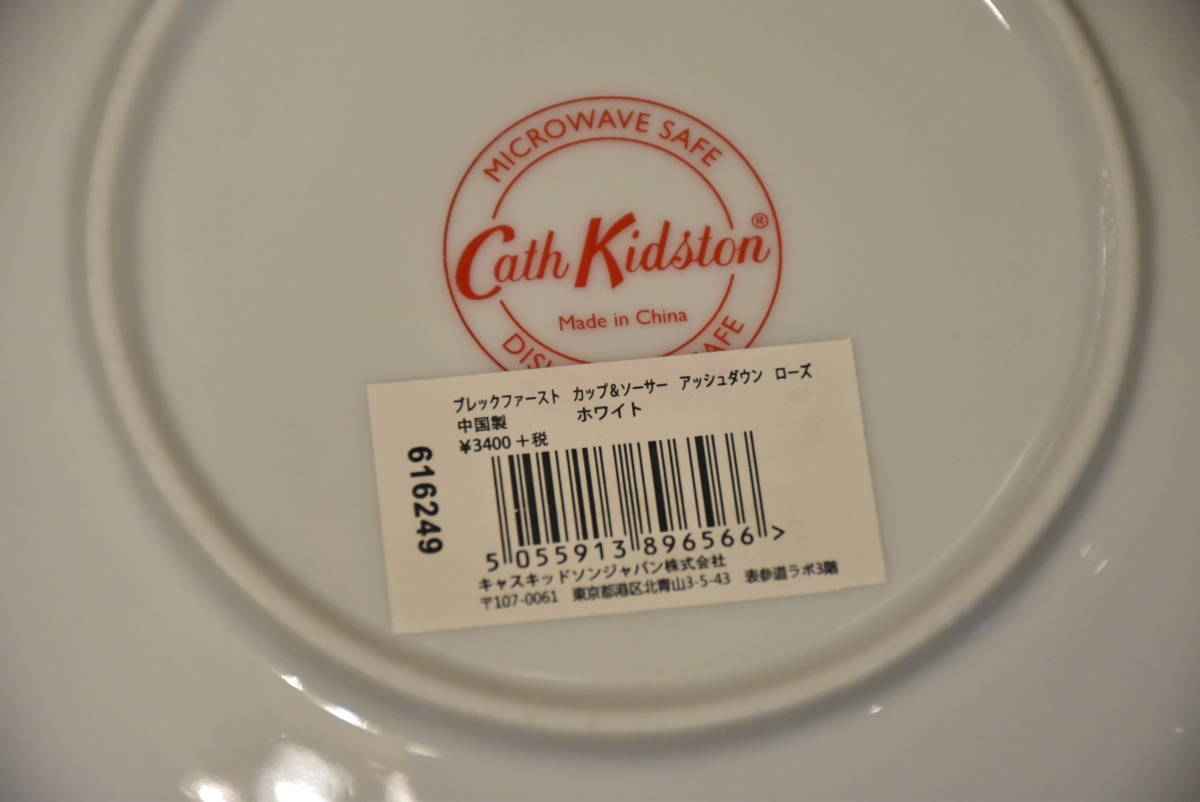 MICROWAVE SAFE
Cath Kidston®
Made in China
ブレックファースト カップ&ソーサー アッシュダウン ローズ
中国製 ホワイト
¥3400+税
616249
5 055913 896566 >
キャスキッドソンジャパン株式会社
〒107-0061 東京都港区北青山3-5-43 表参道ラボ3階